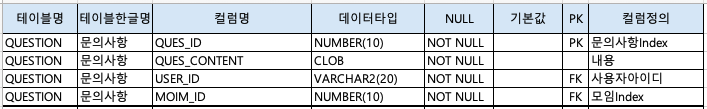 테이블명 테이블한글명 컬럼명 데이터타입 NULL 기본값 PK 컬럼정의
QUESTION 문의사항 QUES_ID NUMBER(10) NOT NULL PK 문의사항Index
QUESTION 문의사항 QUES_CONTENT CLOB NOT NULL 내용
QUESTION 문의사항 USER_ID VARCHAR2(20) NOT NULL FK 사용자아이디
QUESTION 문의사항 MOIM_ID NUMBER(10) NOT NULL FK 모임Index